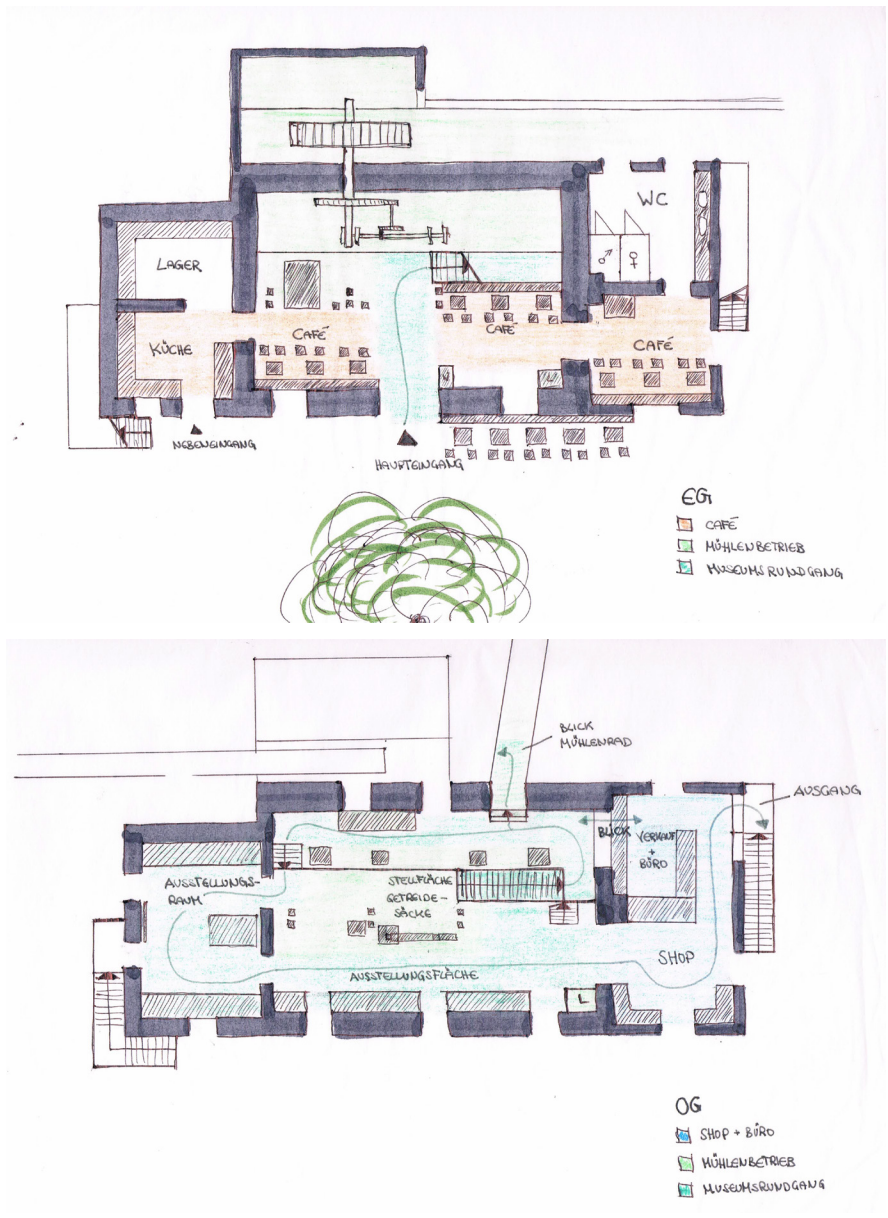 WC
LAGER
CAFÉ
CAFÉ
KÜCHE
CAFÉ
NEBENEINGANG
HAUPTEINGANG
EG
CAFÉ
MÜHLENBETRIEB
MUSEUMSRUNDGANG
BLICK
MÜHLENRAD
AUSGANG
BLICK
VERKAUF
+
BÜRO
AUSSTELLUNGS-
RAUM
STELLFLÄCHE
GETREIDE-
SÄCKE
SHOP
AUSSTELLUNGSFLÄCHE
L
OG
SHOP + BÜRO
MÜHLENBETRIEB
MUSEUMSRUNDGANG